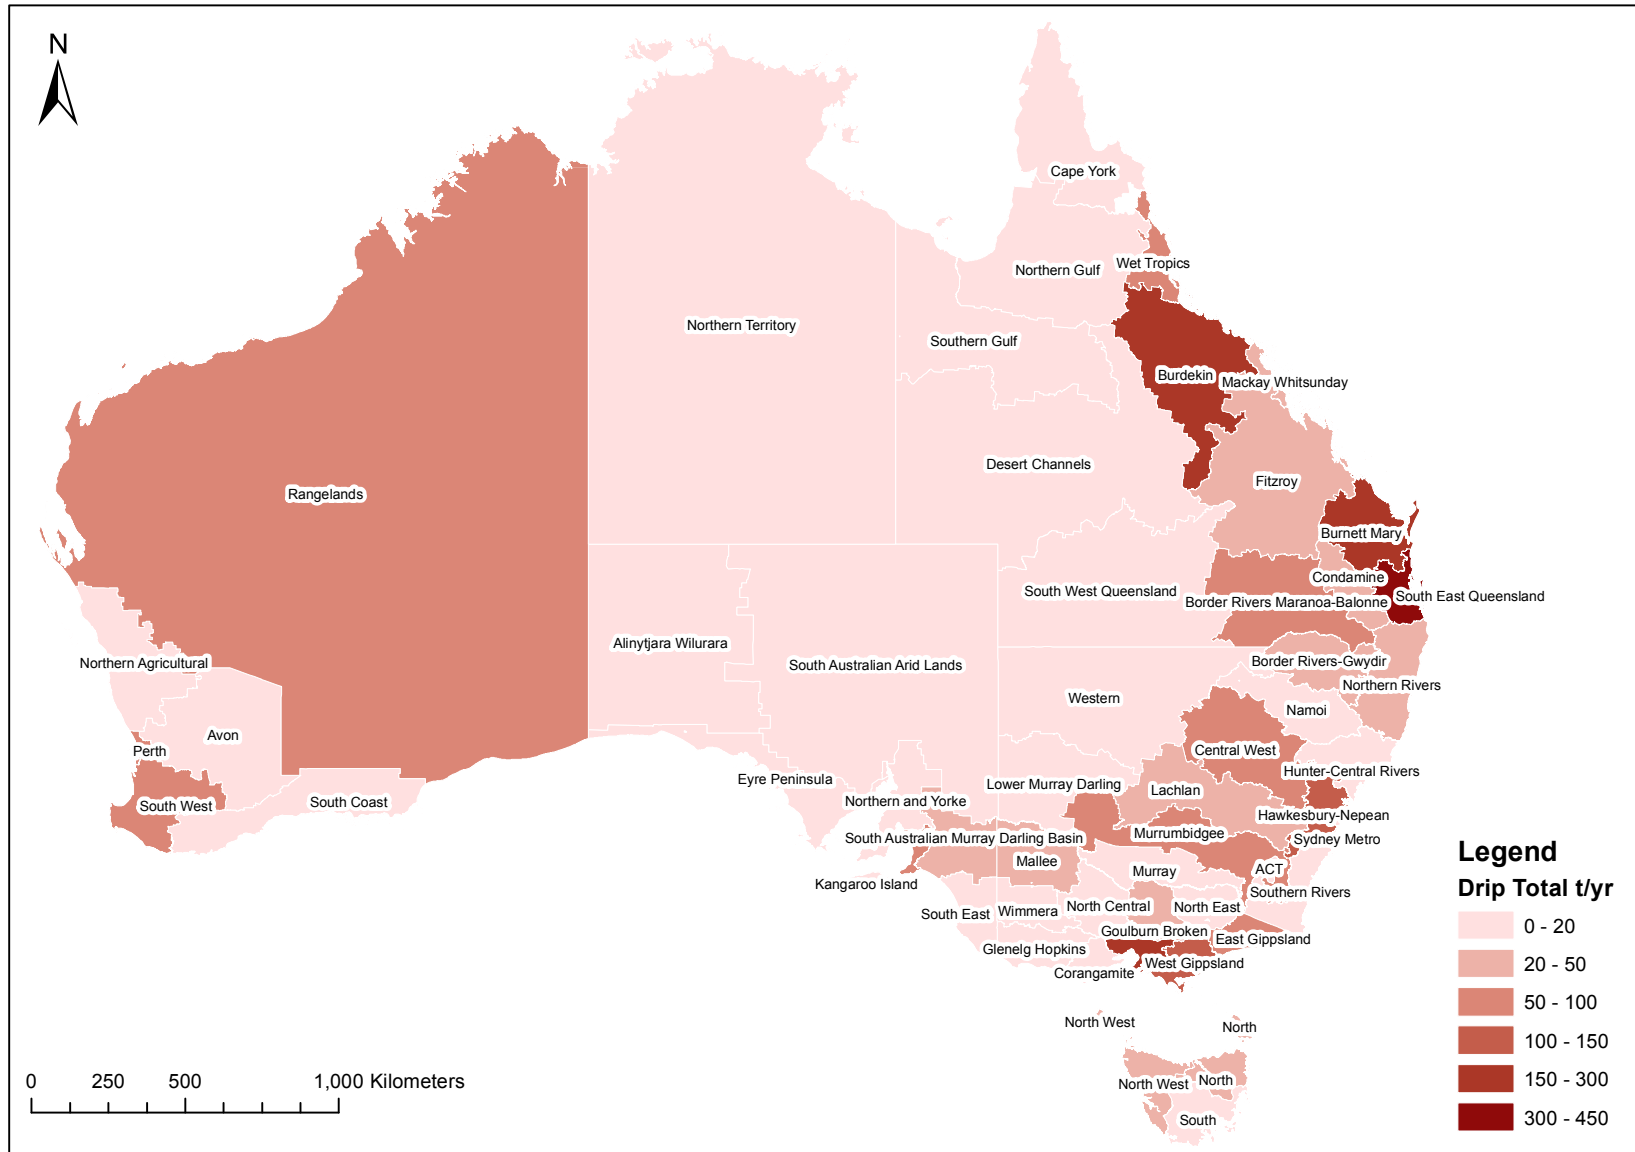 N
Cape York
Northern Gulf
Wet Tropics
Northern Territory
Southern Gulf
Burdekin
Mackay Whitsunday
Desert Channels
Fitzroy
Rangelands
Burnett Mary
Condamine
South West Queensland
South East Queensland
Border Rivers Maranoa-Balonne
Alinytjara Wilurara
South Australian Arid Lands
Northern Agricultural
Border Rivers-Gwydir
Northern Rivers
Western
Namoi
Avon
Perth
Central West
Hunter-Central Rivers
Eyre Peninsula
Lower Murray Darling
Lachlan
South West
South Coast
Northern and Yorke
Hawkesbury-Nepean
South Australian Murray Darling Basin
Murrumbidgee
Sydney Metro
Mallee
Murray
ACT
Kangaroo Island
Southern Rivers
South East
Wimmera
North Central
North East
Goulburn Broken
East Gippsland
Glenelg Hopkins
West Gippsland
Corangamite
North West
North
North West
North
South
Legend
Drip Total t/yr
0 - 20
20 - 50
50 - 100
100 - 150
150 - 300
300 - 450
0 250 500 1,000 Kilometers